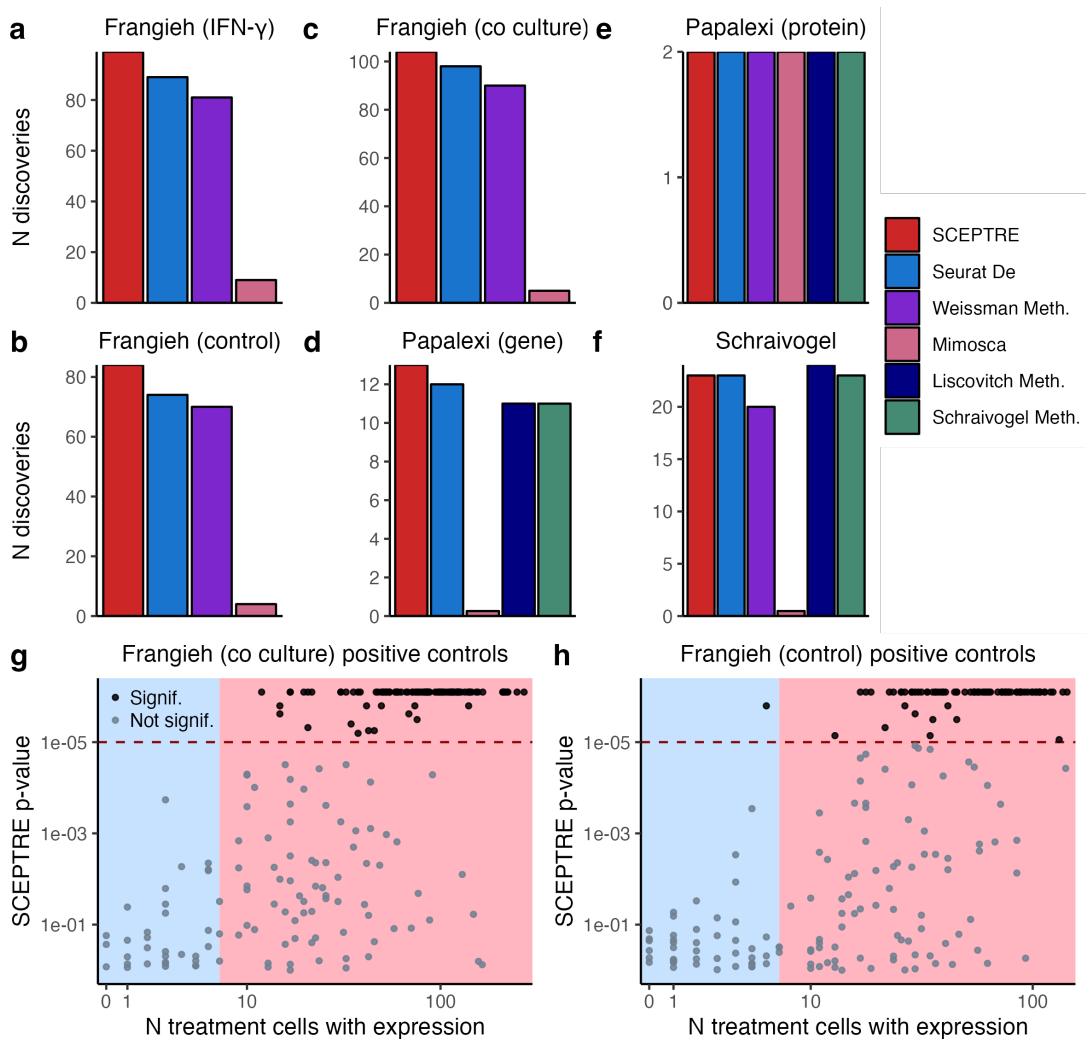 a Frangieh (IFN-γ)
N discoveries
80
60
40
20
0
c Frangieh (co culture)
100
80
60
40
20
0
e Papalexi (protein)
2
1
0
SCEPTRE
Seurat De
Weissman Meth.
Mimosca
Liscovitch Meth.
Schraivogel Meth.
b Frangieh (control)
N discoveries
80
60
40
20
0
d Papalexi (gene)
12
10
8
6
4
2
0
f Schraivogel
20
15
10
5
0
g Frangieh (co culture) positive controls
Signif.
Not signif.
SCEPTRE p-value
1e-05
1e-03
1e-01
0 1 10 100
N treatment cells with expression
h Frangieh (control) positive controls
SCEPTRE p-value
1e-05
1e-03
1e-01
0 1 10 100
N treatment cells with expression